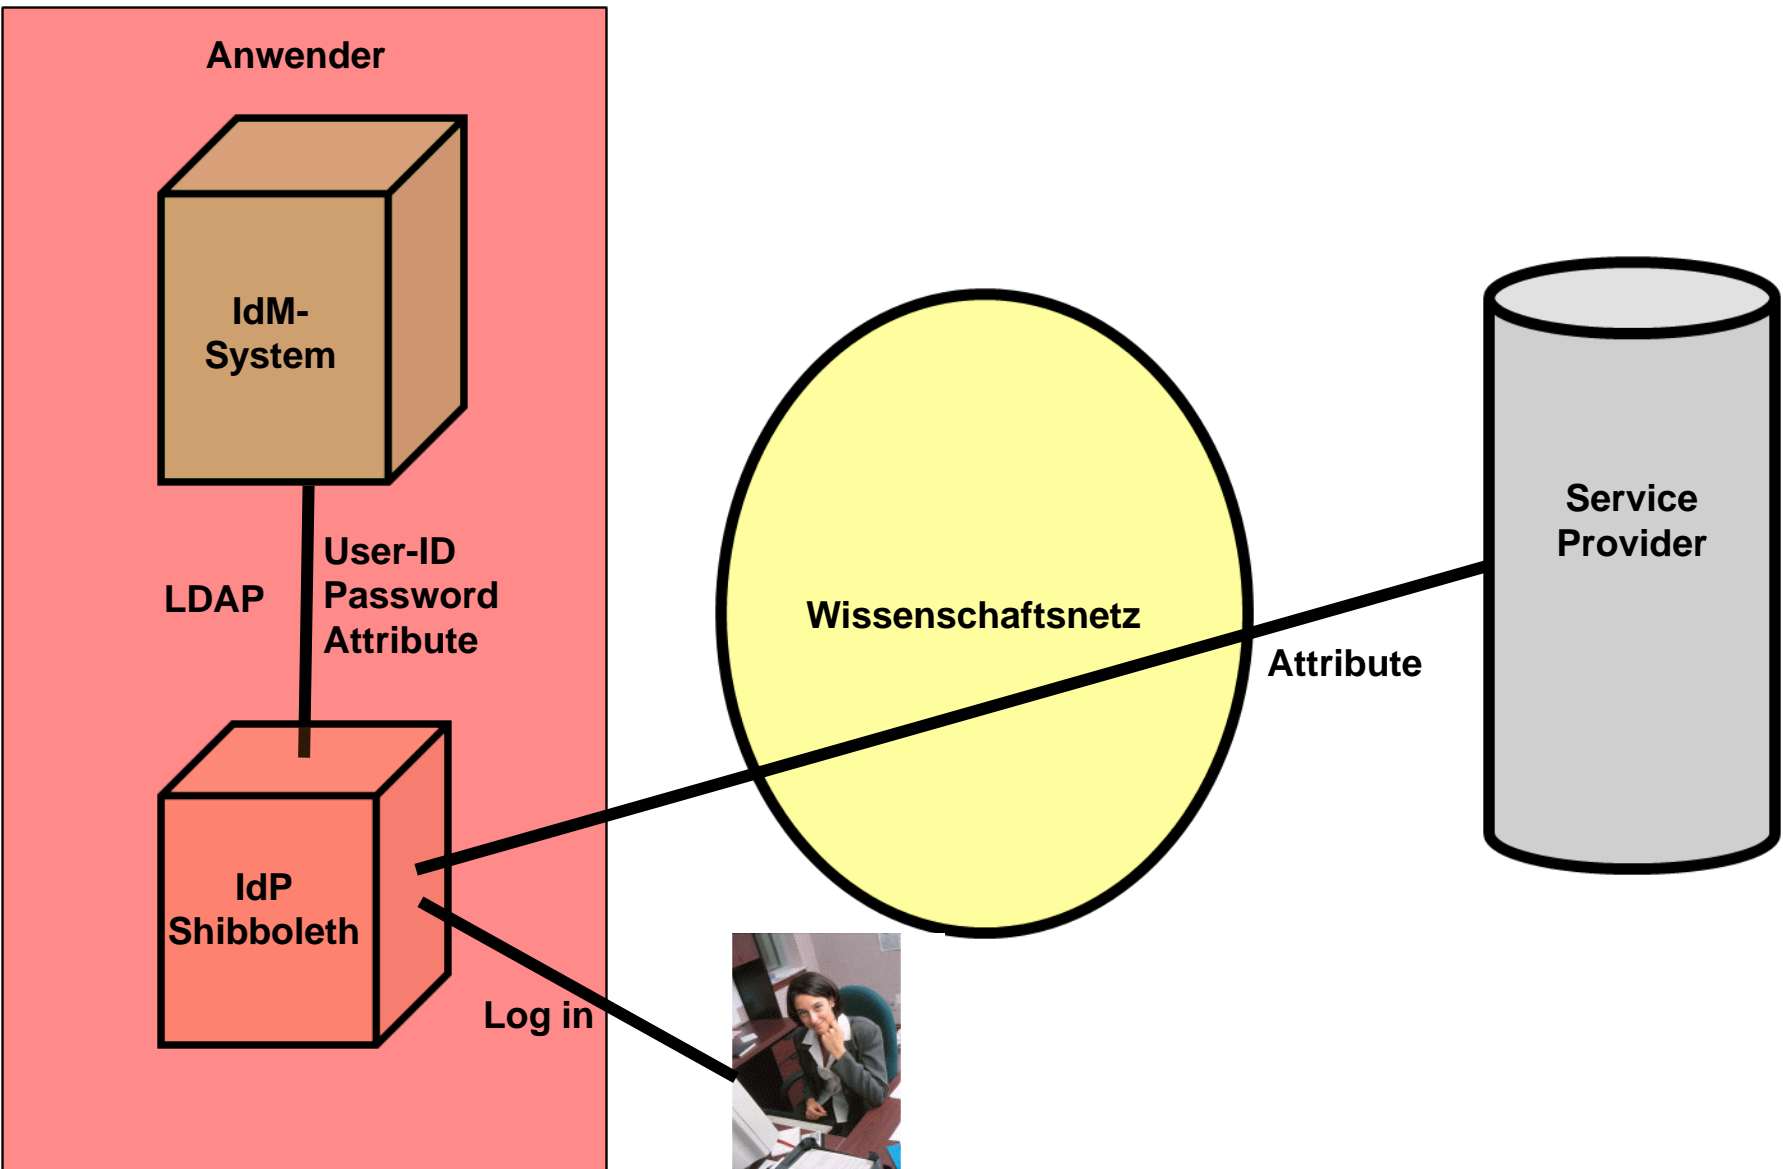 Anwender
IdM-
System
LDAP
User-ID
Password
Attribute
IdP
Shibboleth
Log in
Wissenschaftsnetz
Attribute
Service
Provider